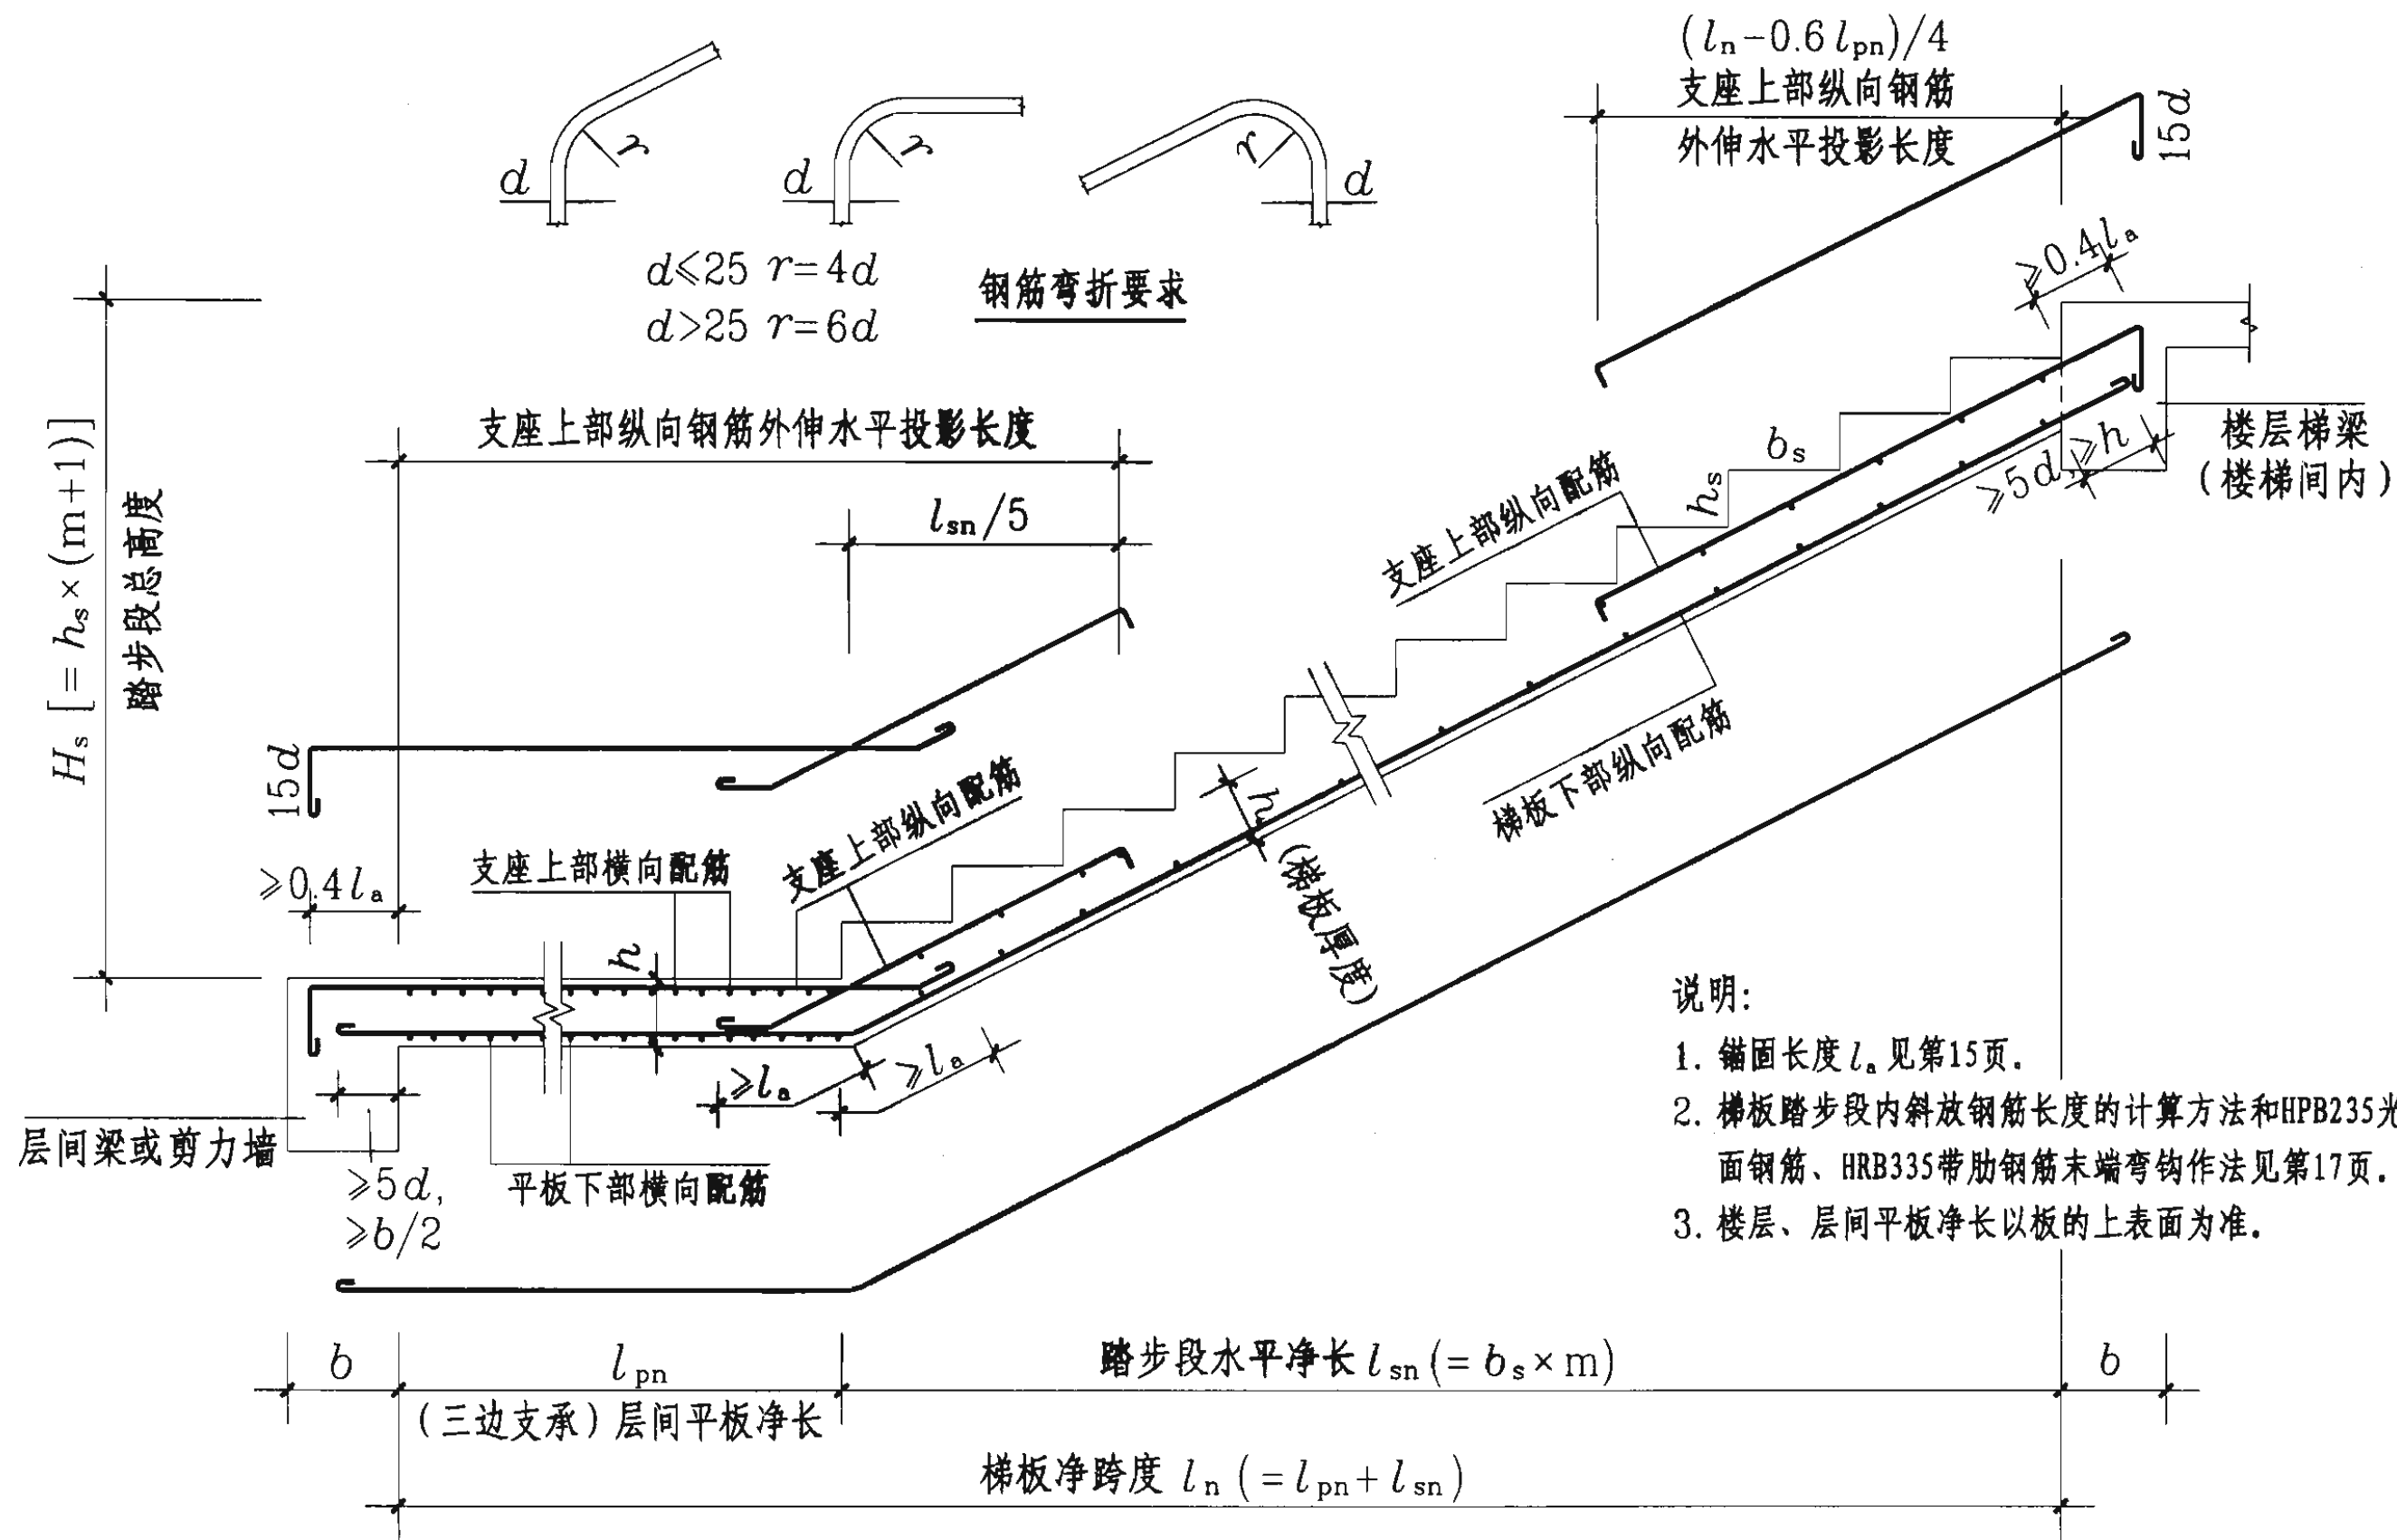 (ln-0.6lpn)/4
支座上部纵向钢筋
外伸水平投影长度
15d
r
r
r
d
d
d
d≤25 r=4d
d>25 r=6d
钢筋弯折要求
≥0.4la
Hs[=hs×(m+1)]
踏步段总高度
支座上部纵向钢筋外伸水平投影长度
lsn/5
bs
hs
支座上部纵向配筋
≥5d,≥h
楼层梯梁
(楼梯间内)
15d
梯板下部纵向配筋
h
(梯板厚度)
支座上部纵向配筋
支座上部横向配筋
≥0.4la
h
≥la
≥la
层间梁或剪力墙
≥5d,
≥b/2
平板下部横向配筋
说明:
1. 锚固长度la见第15页.
2. 梯板踏步段内斜放钢筋长度的计算方法和HPB235光
面钢筋、HRB335带肋钢筋末端弯钩作法见第17页.
3. 楼层、层间平板净长以板的上表面为准.
b
lpn
踏步段水平净长 lsn(=bs×m)
b
(三边支承)层间平板净长
梯板净跨度 ln (=lpn+lsn)